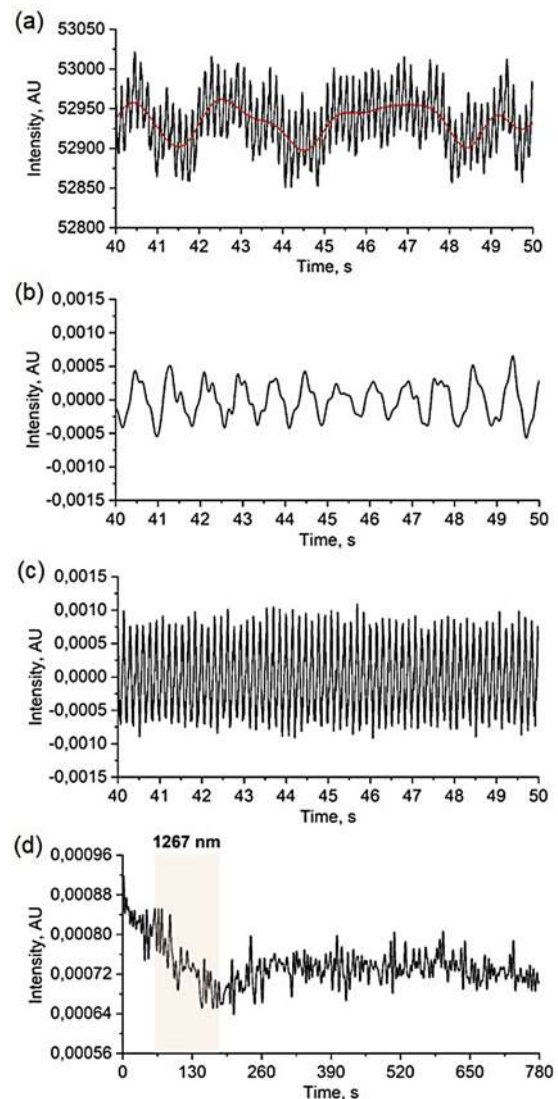 (a)
53050
53000
52950
52900
52850
52800
Intensity, AU
40 41 42 43 44 45 46 47 48 49 50
Time, s
(b)
0,0015
0,0010
0,0005
0,0000
-0,0005
-0,0010
-0,0015
Intensity, AU
40 41 42 43 44 45 46 47 48 49 50
Time, s
(c)
0,0015
0,0010
0,0005
0,0000
-0,0005
-0,0010
-0,0015
Intensity, AU
40 41 42 43 44 45 46 47 48 49 50
Time, s
(d)
1267 nm
0,00096
0,00088
0,00080
0,00072
0,00064
0,00056
Intensity, AU
0 130 260 390 520 650 780
Time, s